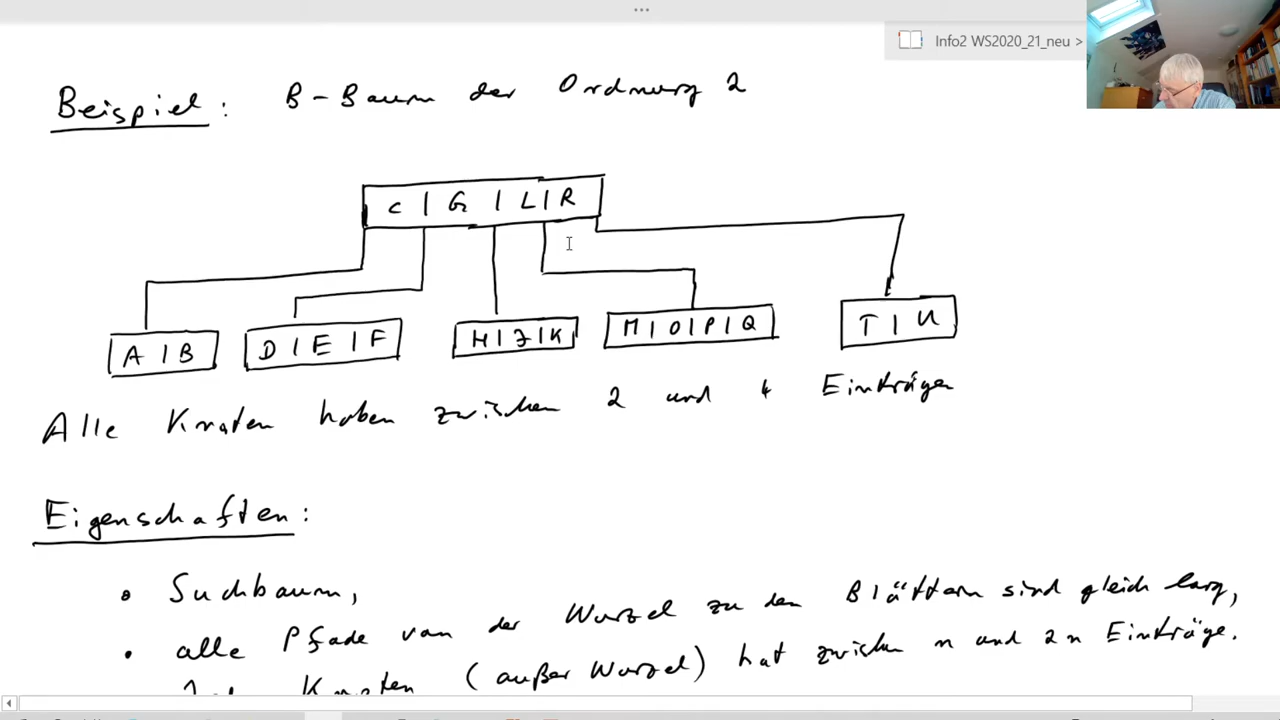 Info2 WS2020_21_neu >
Beispiel: B-Baum der Ordnung 2
C | G | L | R
A | B
D | E | F
H | J | K
M | O | P | Q
T | U
Alle Knoten haben zwischen 2 und 4 Einträgen
Eigenschaften:
• Suchbaum,
• alle Pfade von der Wurzel zu den Blättern sind gleich lang,
Knoten (außer Wurzel) hat zwischen n und 2n Einträge.